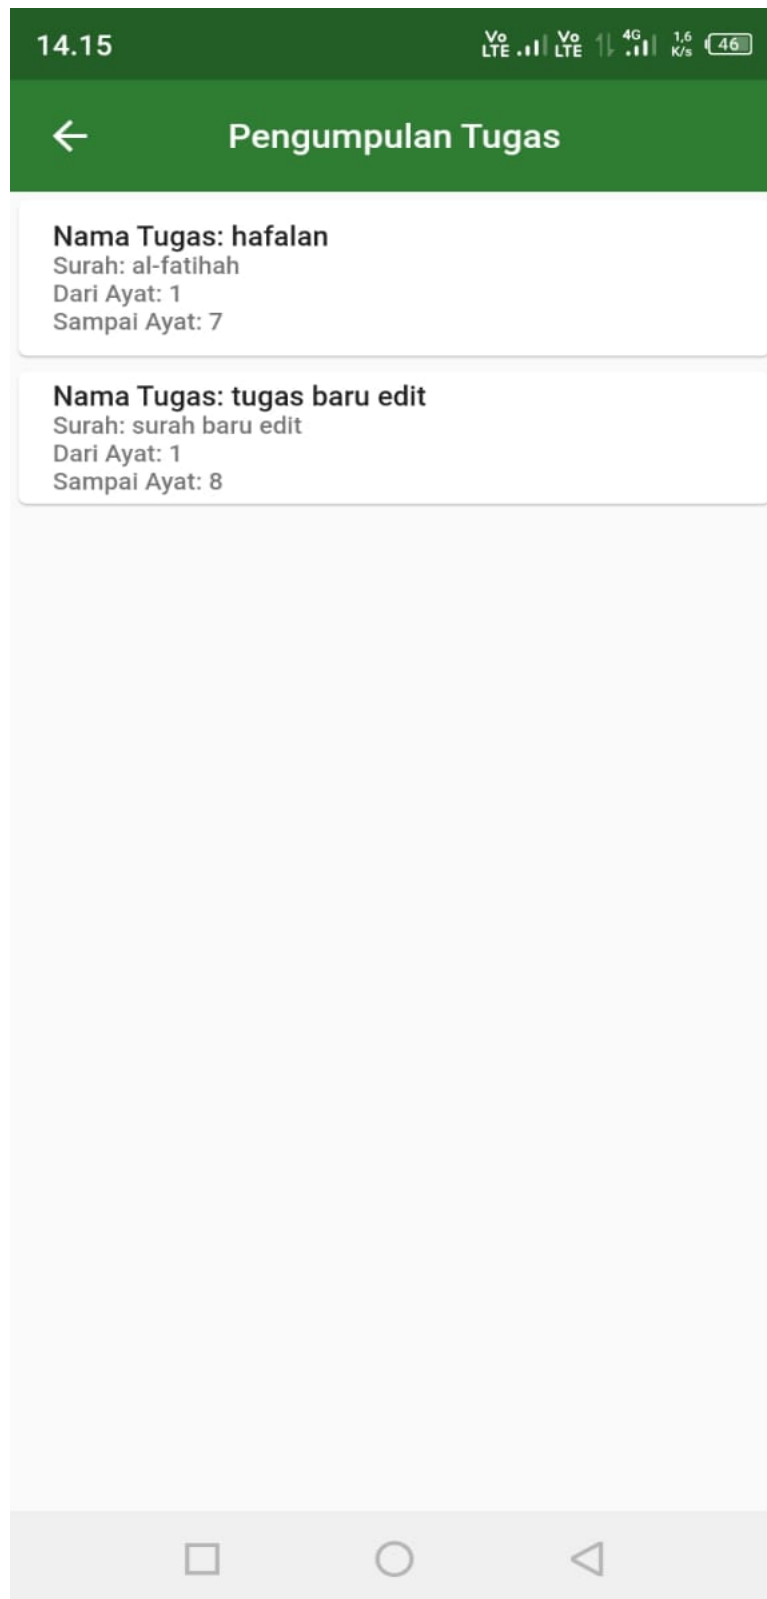 14.15
Vo LTE Vo LTE 4G 1,6 K/s 46
Pengumpulan Tugas
Nama Tugas: hafalan
Surah: al-fatihah
Dari Ayat: 1
Sampai Ayat: 7
Nama Tugas: tugas baru edit
Surah: surah baru edit
Dari Ayat: 1
Sampai Ayat: 8